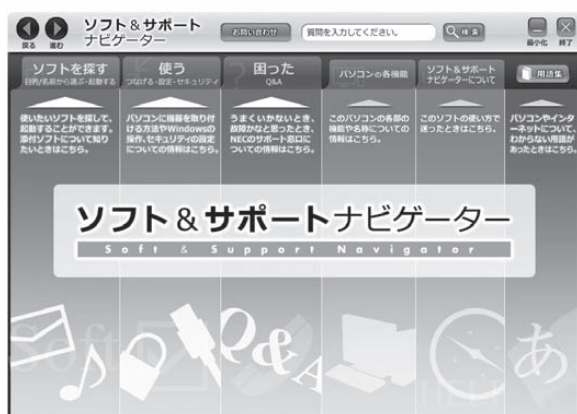 戻る 進む
ソフト&サポート
ナビゲーター
お問い合わせ
質問を入力してください。
検索
最小化 終了
ソフトを探す
目的/名前から選ぶ・起動する
使う
つなげる・設定・セキュリティ
困った
Q&A
パソコンの各機能
ソフト&サポート
ナビゲーターについて
用語集
使いたいソフトを探して、
起動することができます。
添付ソフトについて知り
たいときはこちら。
パソコンに機器を取り付
ける方法やWindowsの
操作、セキュリティの設定
についての情報はこちら。
うまくいかないとき、
故障かなと思ったとき、
NECのサポート窓口に
ついての情報はこちら。
このパソコンの各部の
機能や名称についての
情報はこちら。
このソフトの使い方で
迷ったときはこちら。
パソコンやインタ
ーネットについて、
わからない用語が
あったときはこちら。
ソフト&サポートナビゲーター
Soft & Support Navigator
Soft
Q&A
HELP
あ